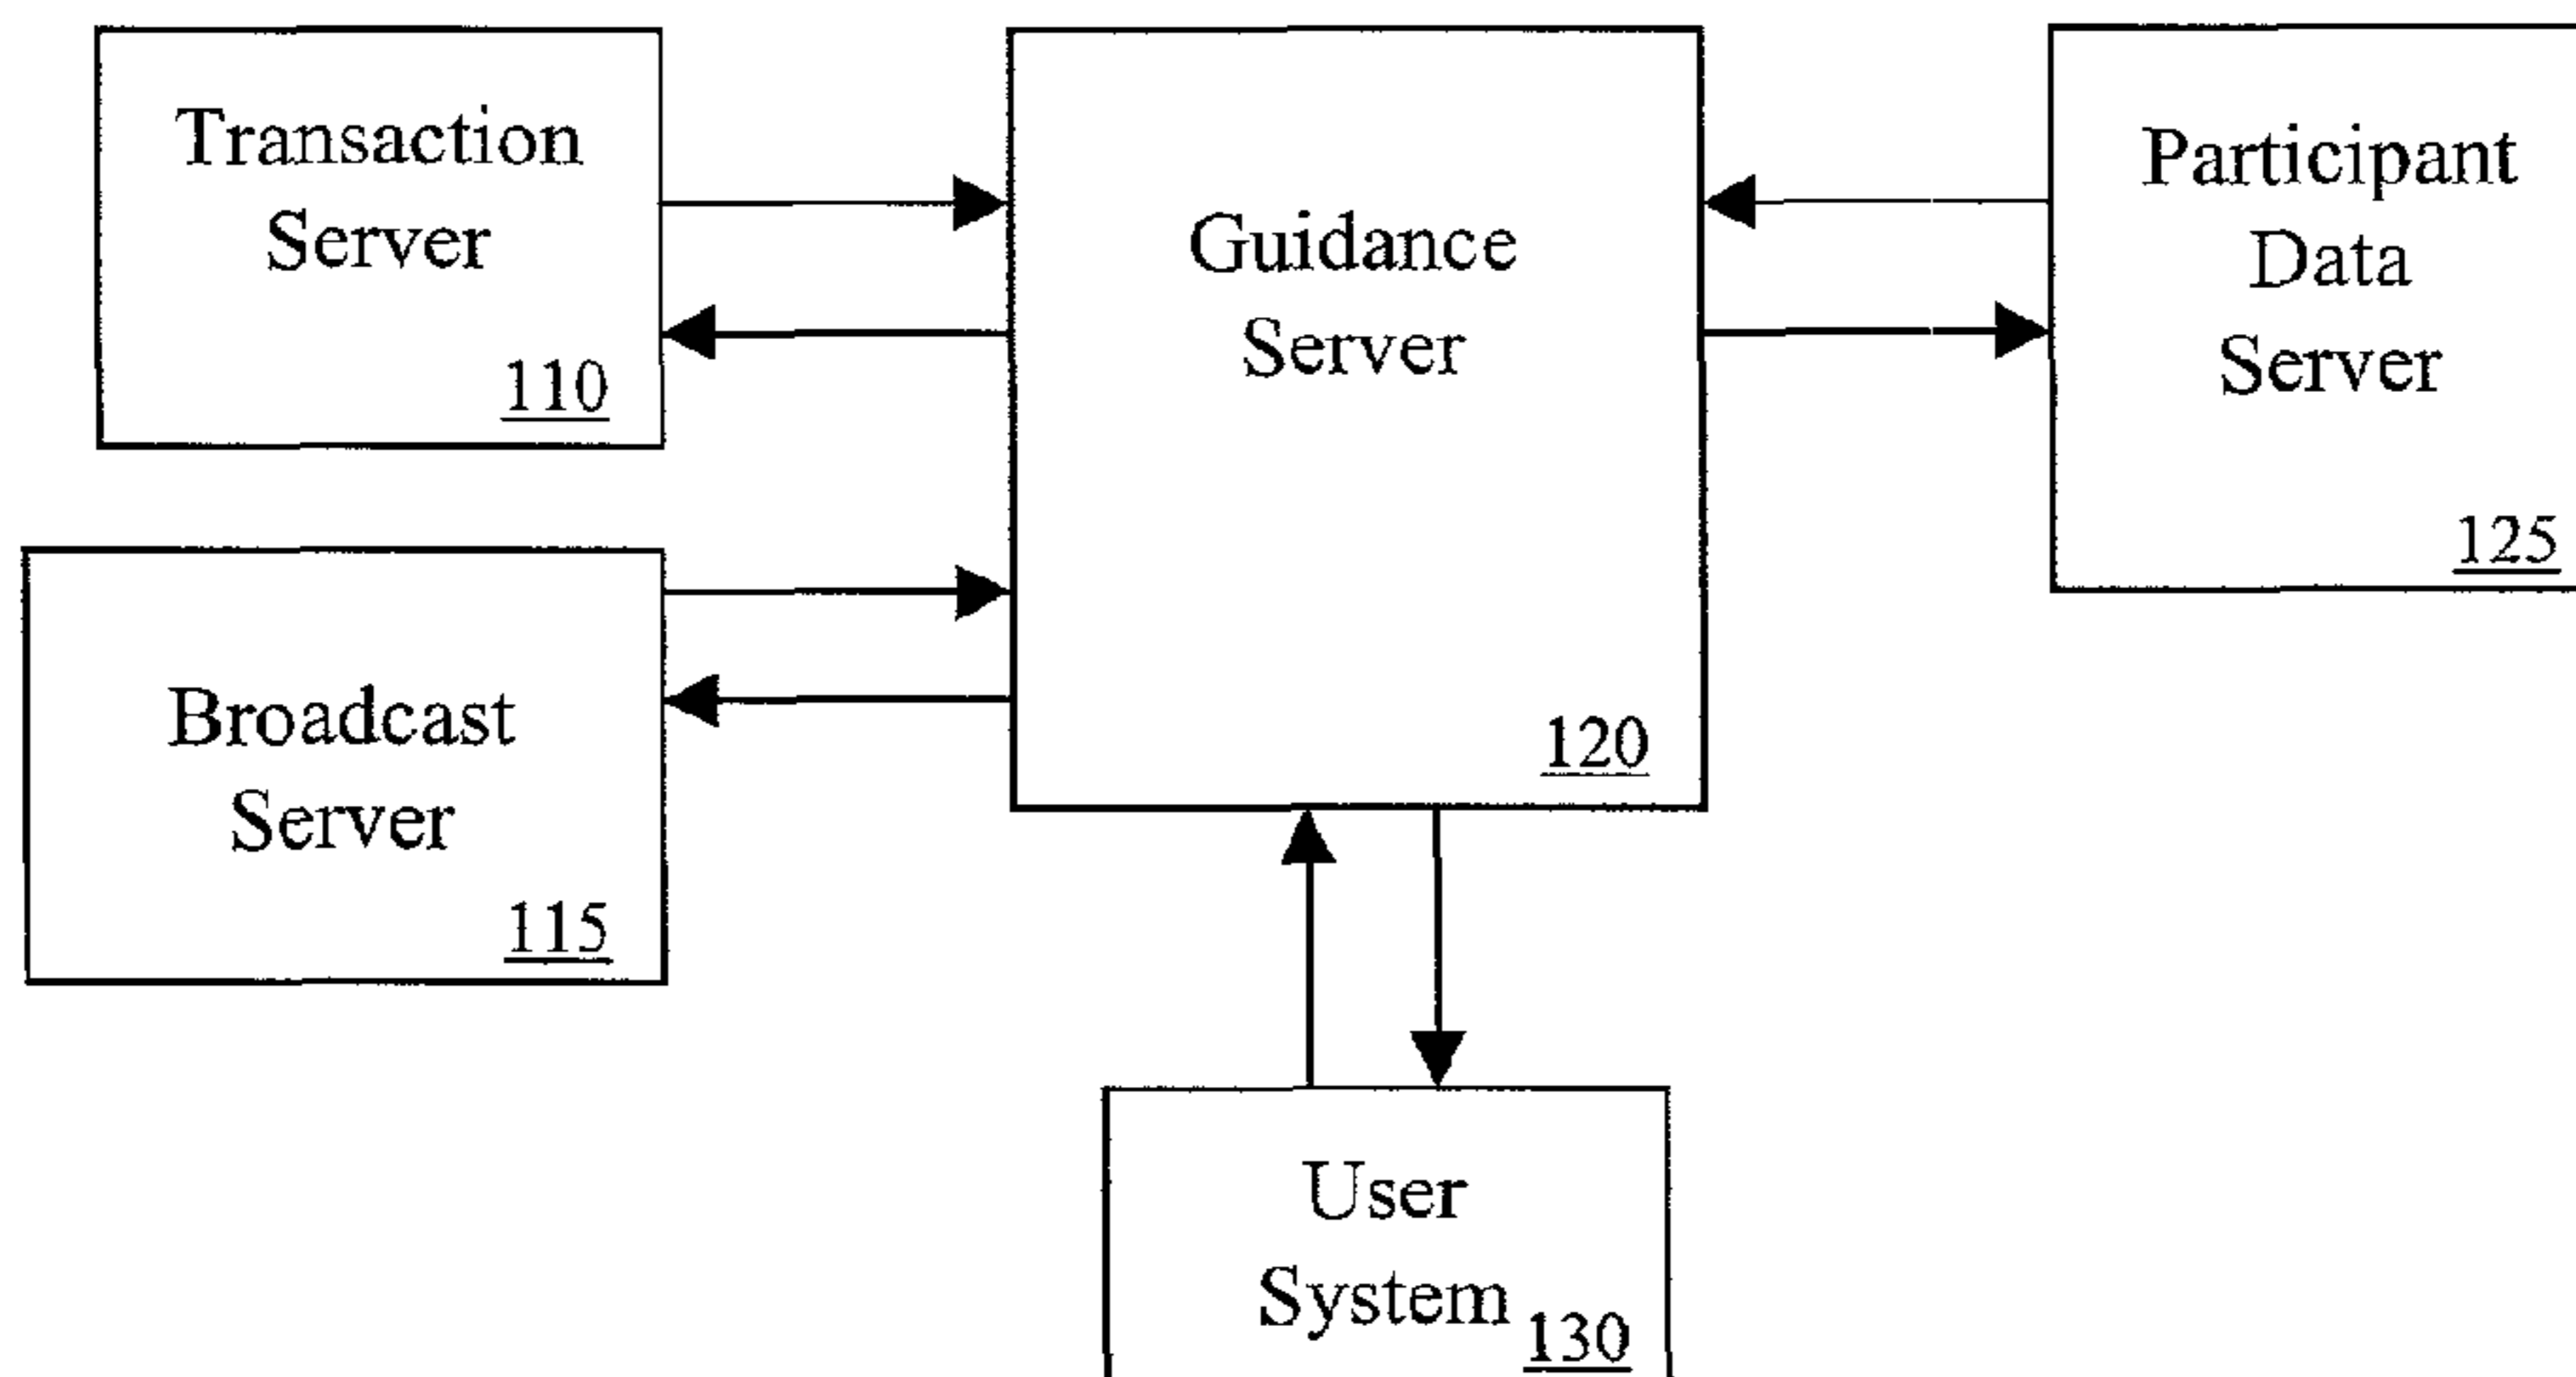 Transaction
Server
110
Guidance
Server
120
Participant
Data
Server
125
Broadcast
Server
115
User
System
130